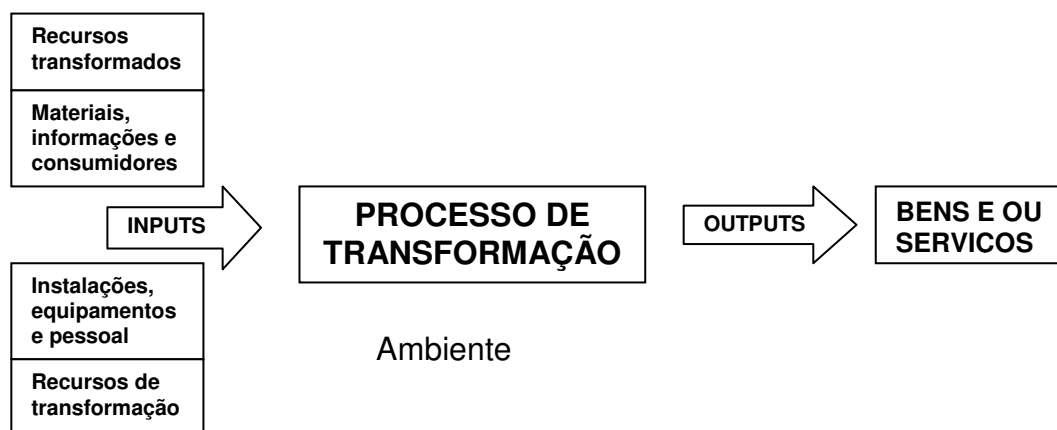 Recursos
transformados
Materiais,
informações e
consumidores
INPUTS
PROCESSO DE
TRANSFORMAÇÃO
OUTPUTS
BENS E OU
SERVICOS
Instalações,
equipamentos
e pessoal
Ambiente
Recursos de
transformação